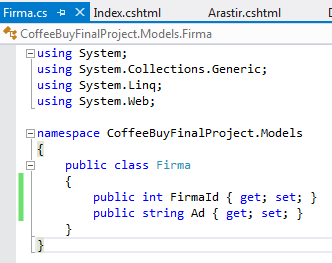 Firma.cs Index.cshtml Arastir.cshtml
CoffeeBuyFinalProject.Models.Firma
using System;
using System.Collections.Generic;
using System.Linq;
using System.Web;
namespace CoffeeBuyFinalProject.Models
{
public class Firma
{
public int FirmaId { get; set; }
public string Ad { get; set; }
}
}